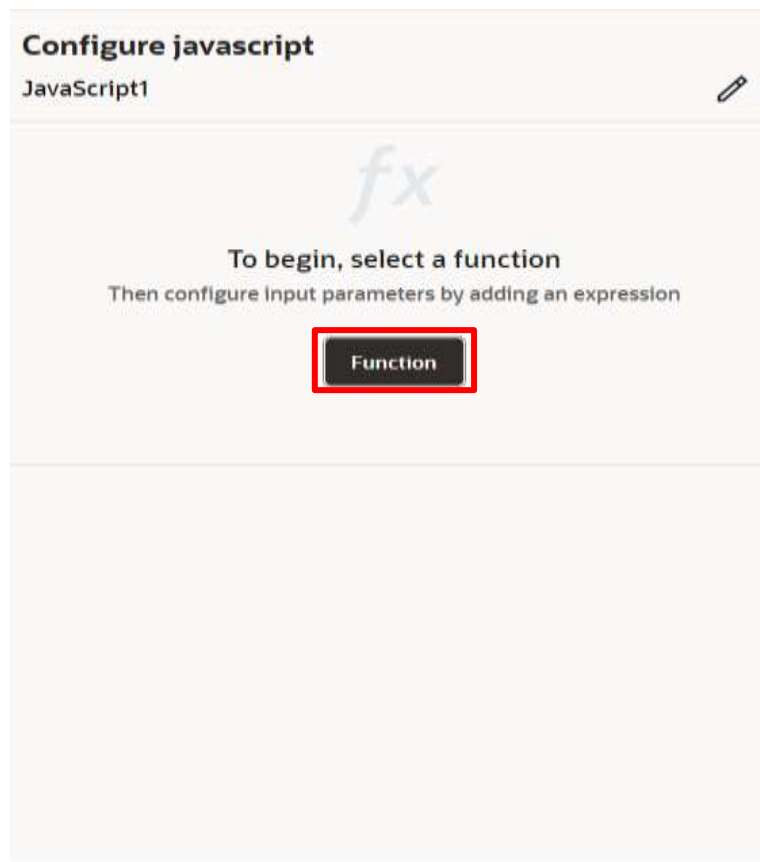 Configure javascript
JavaScript1
fx
To begin, select a function
Then configure input parameters by adding an expression
Function